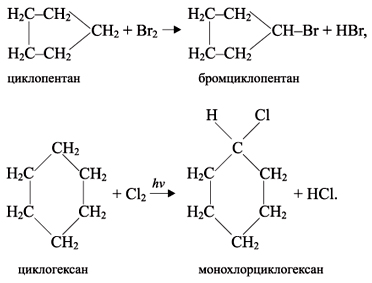 H₂C–CH₂
CH₂ + Br₂ → CH–Br + HBr,
H₂C–CH₂
H₂C–CH₂
H₂C–CH₂
циклопентан бромциклопентан
H Cl
CH₂ C
H₂C CH₂ H₂C CH₂
+ Cl₂ hν → + HCl.
H₂C CH₂ H₂C CH₂
CH₂ CH₂
циклогексан монохлорциклогексан